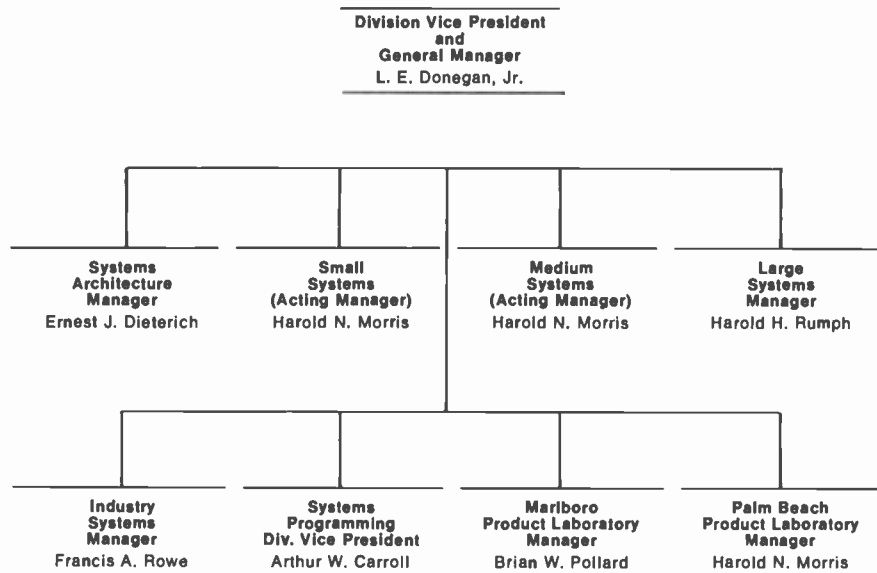 Division Vice President
and
General Manager
L. E. Donegan, Jr.
Systems
Architecture
Manager
Ernest J. Dieterich
Small
Systems
(Acting Manager)
Harold N. Morris
Medium
Systems
(Acting Manager)
Harold N. Morris
Large
Systems
Manager
Harold H. Rumph
Industry
Systems
Manager
Francis A. Rowe
Systems
Programming
Div. Vice President
Arthur W. Carroll
Marlboro
Product Laboratory
Manager
Brian W. Pollard
Palm Beach
Product Laboratory
Manager
Harold N. Morris